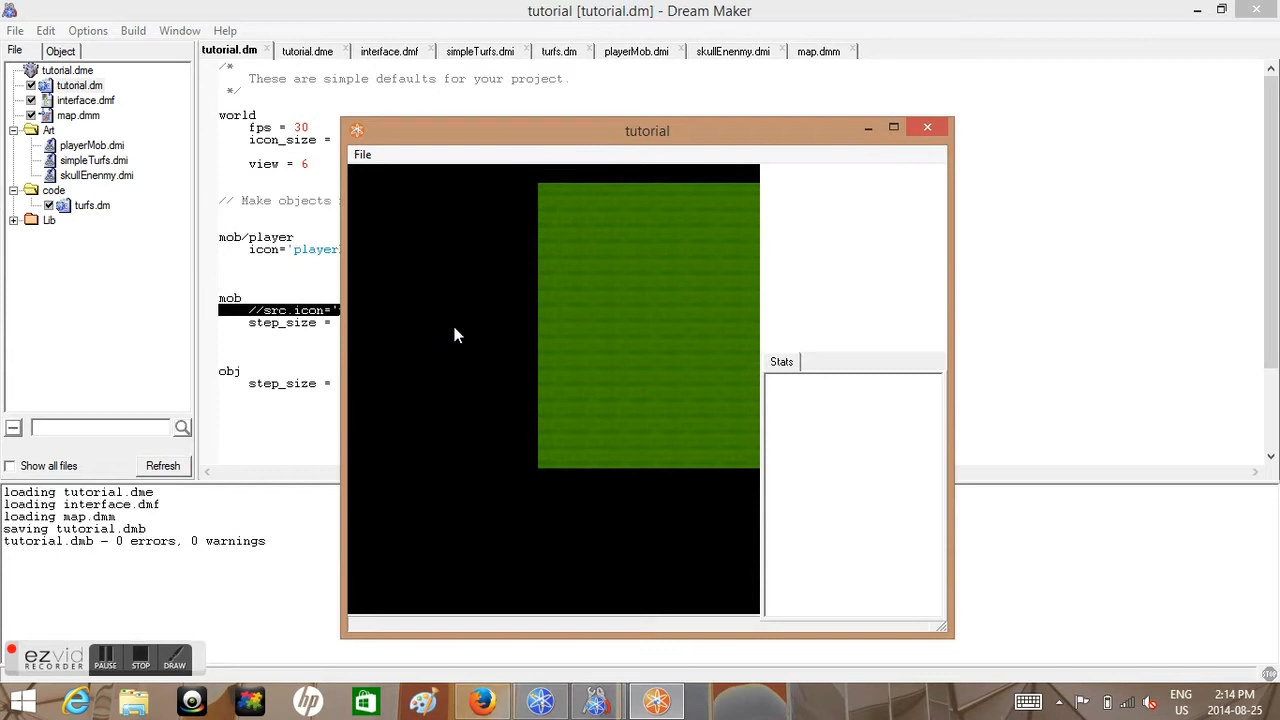 tutorial [tutorial.dm] - Dream Maker
File Edit Options Build Window Help
File Object
tutorial.dm tutorial.dme interface.dmf simpleTurfs.dmi turfs.dm playerMob.dmi skullEnenmy.dmi map.dmm
tutorial.dme
tutorial.dm
interface.dmf
map.dmm
Art
playerMob.dmi
simpleTurfs.dmi
skullEnenmy.dmi
code
turfs.dm
Lib
Show all files Refresh
/*
These are simple defaults for your project.
*/
world
fps = 30
icon_size =
view = 6
// Make objects
mob/player
icon='player
mob
//src.icon='
step_size =
obj
step_size =
tutorial
File
Stats
loading tutorial.dme
loading interface.dmf
loading map.dmm
saving tutorial.dmb
tutorial.dmb - 0 errors, 0 warnings
ezvid
RECORDER
PAUSE STOP DRAW
hp
ENG
US
2:14 PM
2014-08-25